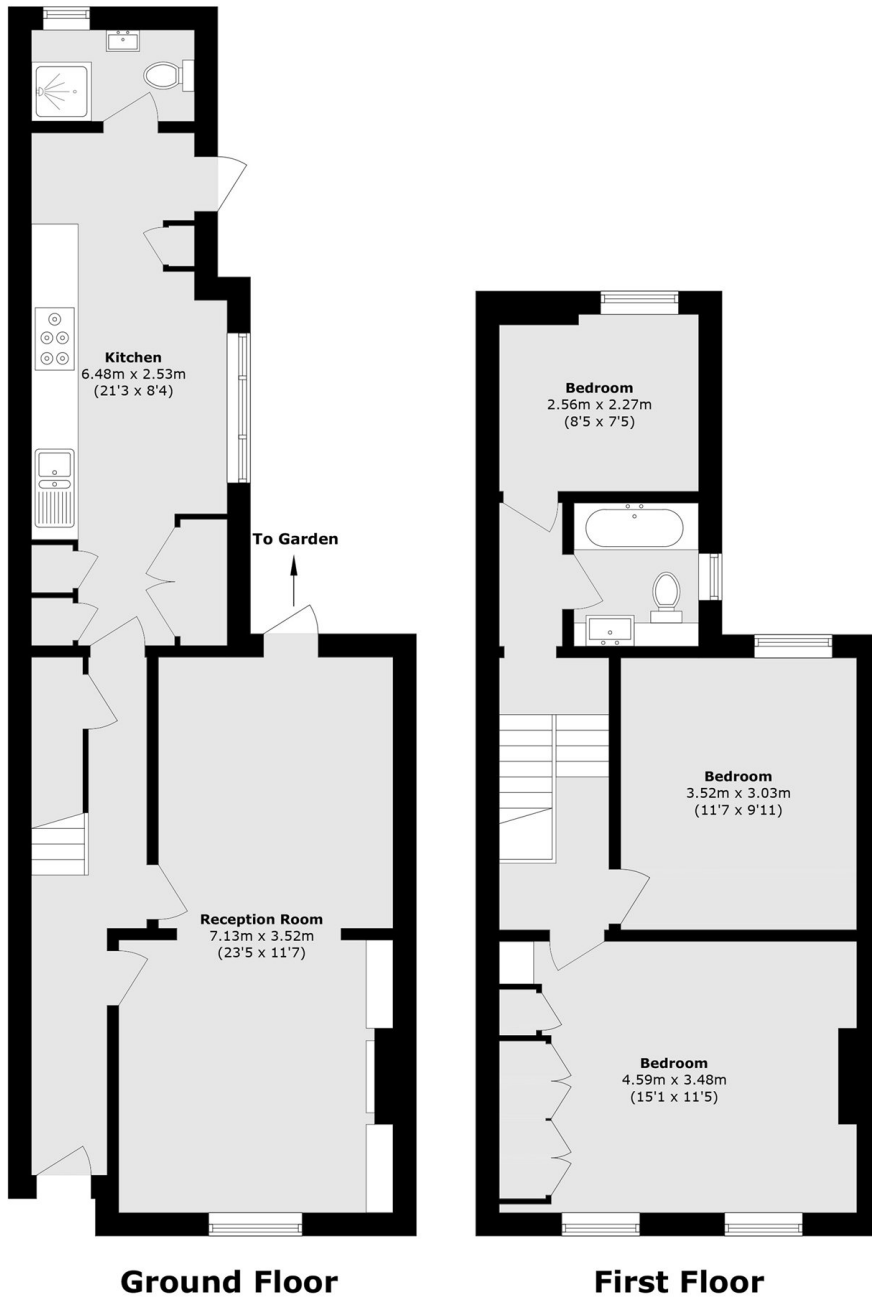 Kitchen
6.48m x 2.53m
(21'3 x 8'4)
To Garden
Reception Room
7.13m x 3.52m
(23'5 x 11'7)
Ground Floor
Bedroom
2.56m x 2.27m
(8'5 x 7'5)
Bedroom
3.52m x 3.03m
(11'7 x 9'11)
Bedroom
4.59m x 3.48m
(15'1 x 11'5)
First Floor